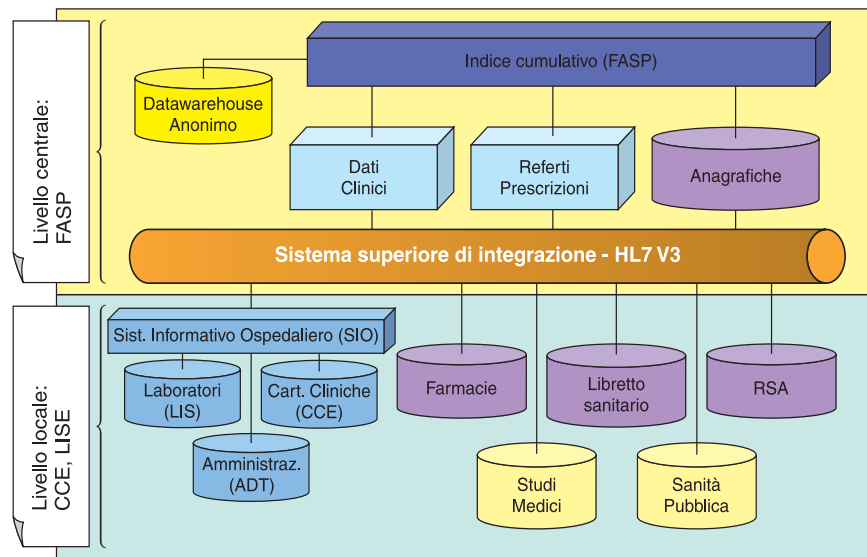 Livello centrale:
FASP
Indice cumulativo (FASP)
Datawarehouse
Anonimo
Dati
Clinici
Referti
Prescrizioni
Anagrafiche
Sistema superiore di integrazione - HL7 V3
Livello locale:
CCE, LISE
Sist. Informativo Ospedaliero (SIO)
Laboratori
(LIS)
Cart. Cliniche
(CCE)
Amministraz.
(ADT)
Farmacie
Libretto
sanitario
RSA
Studi
Medici
Sanità
Pubblica